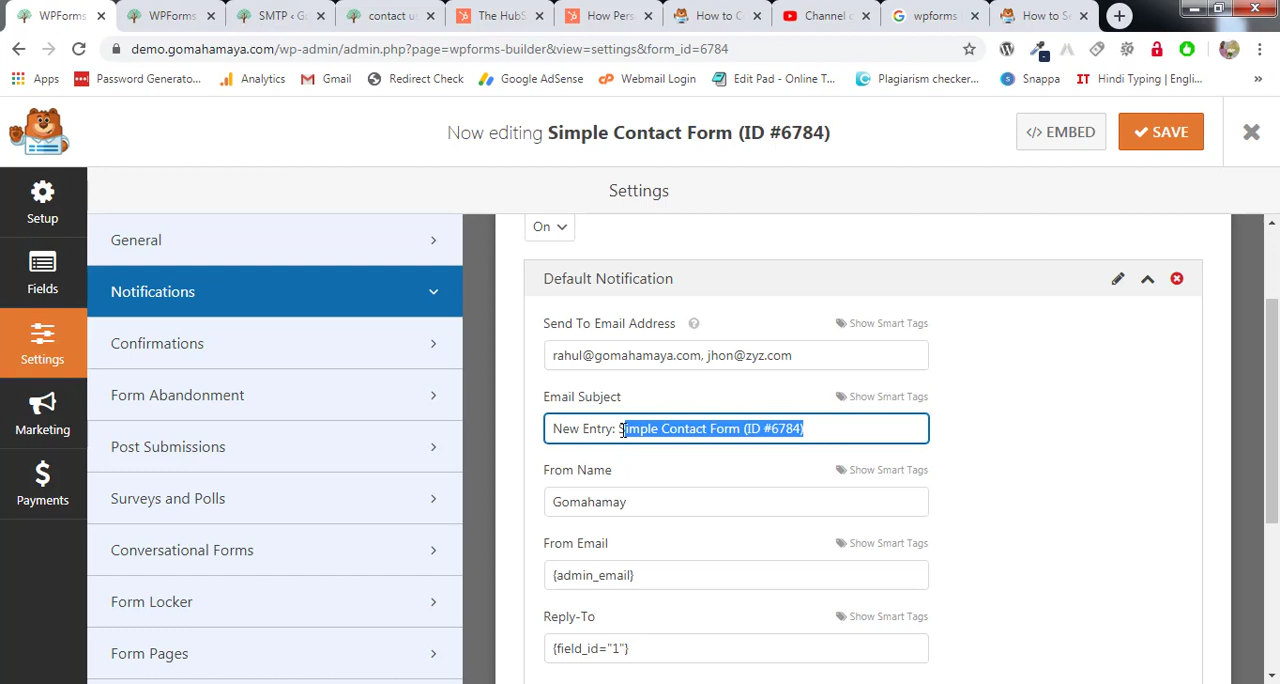 WPForms
WPForms
SMTP ‹ G
contact u
The HubS
How Pers
How to C
Channel c
wpforms
How to S
demo.gomahamaya.com/wp-admin/admin.php?page=wpforms-builder&view=settings&form_id=6784
Apps
Password Generato...
Analytics
Gmail
Redirect Check
Google AdSense
Webmail Login
Edit Pad - Online T...
Plagiarism checker...
Snappa
IT Hindi Typing | Engli...
»
Now editing Simple Contact Form (ID #6784)
</> EMBED
SAVE
Settings
Setup
Fields
Settings
Marketing
Payments
General
Notifications
Confirmations
Form Abandonment
Post Submissions
Surveys and Polls
Conversational Forms
Form Locker
Form Pages
On
Default Notification
Send To Email Address
Show Smart Tags
rahul@gomahamaya.com, jhon@zyz.com
Email Subject
Show Smart Tags
New Entry: Simple Contact Form (ID #6784)
From Name
Show Smart Tags
Gomahamay
From Email
Show Smart Tags
{admin_email}
Reply-To
Show Smart Tags
{field_id="1"}